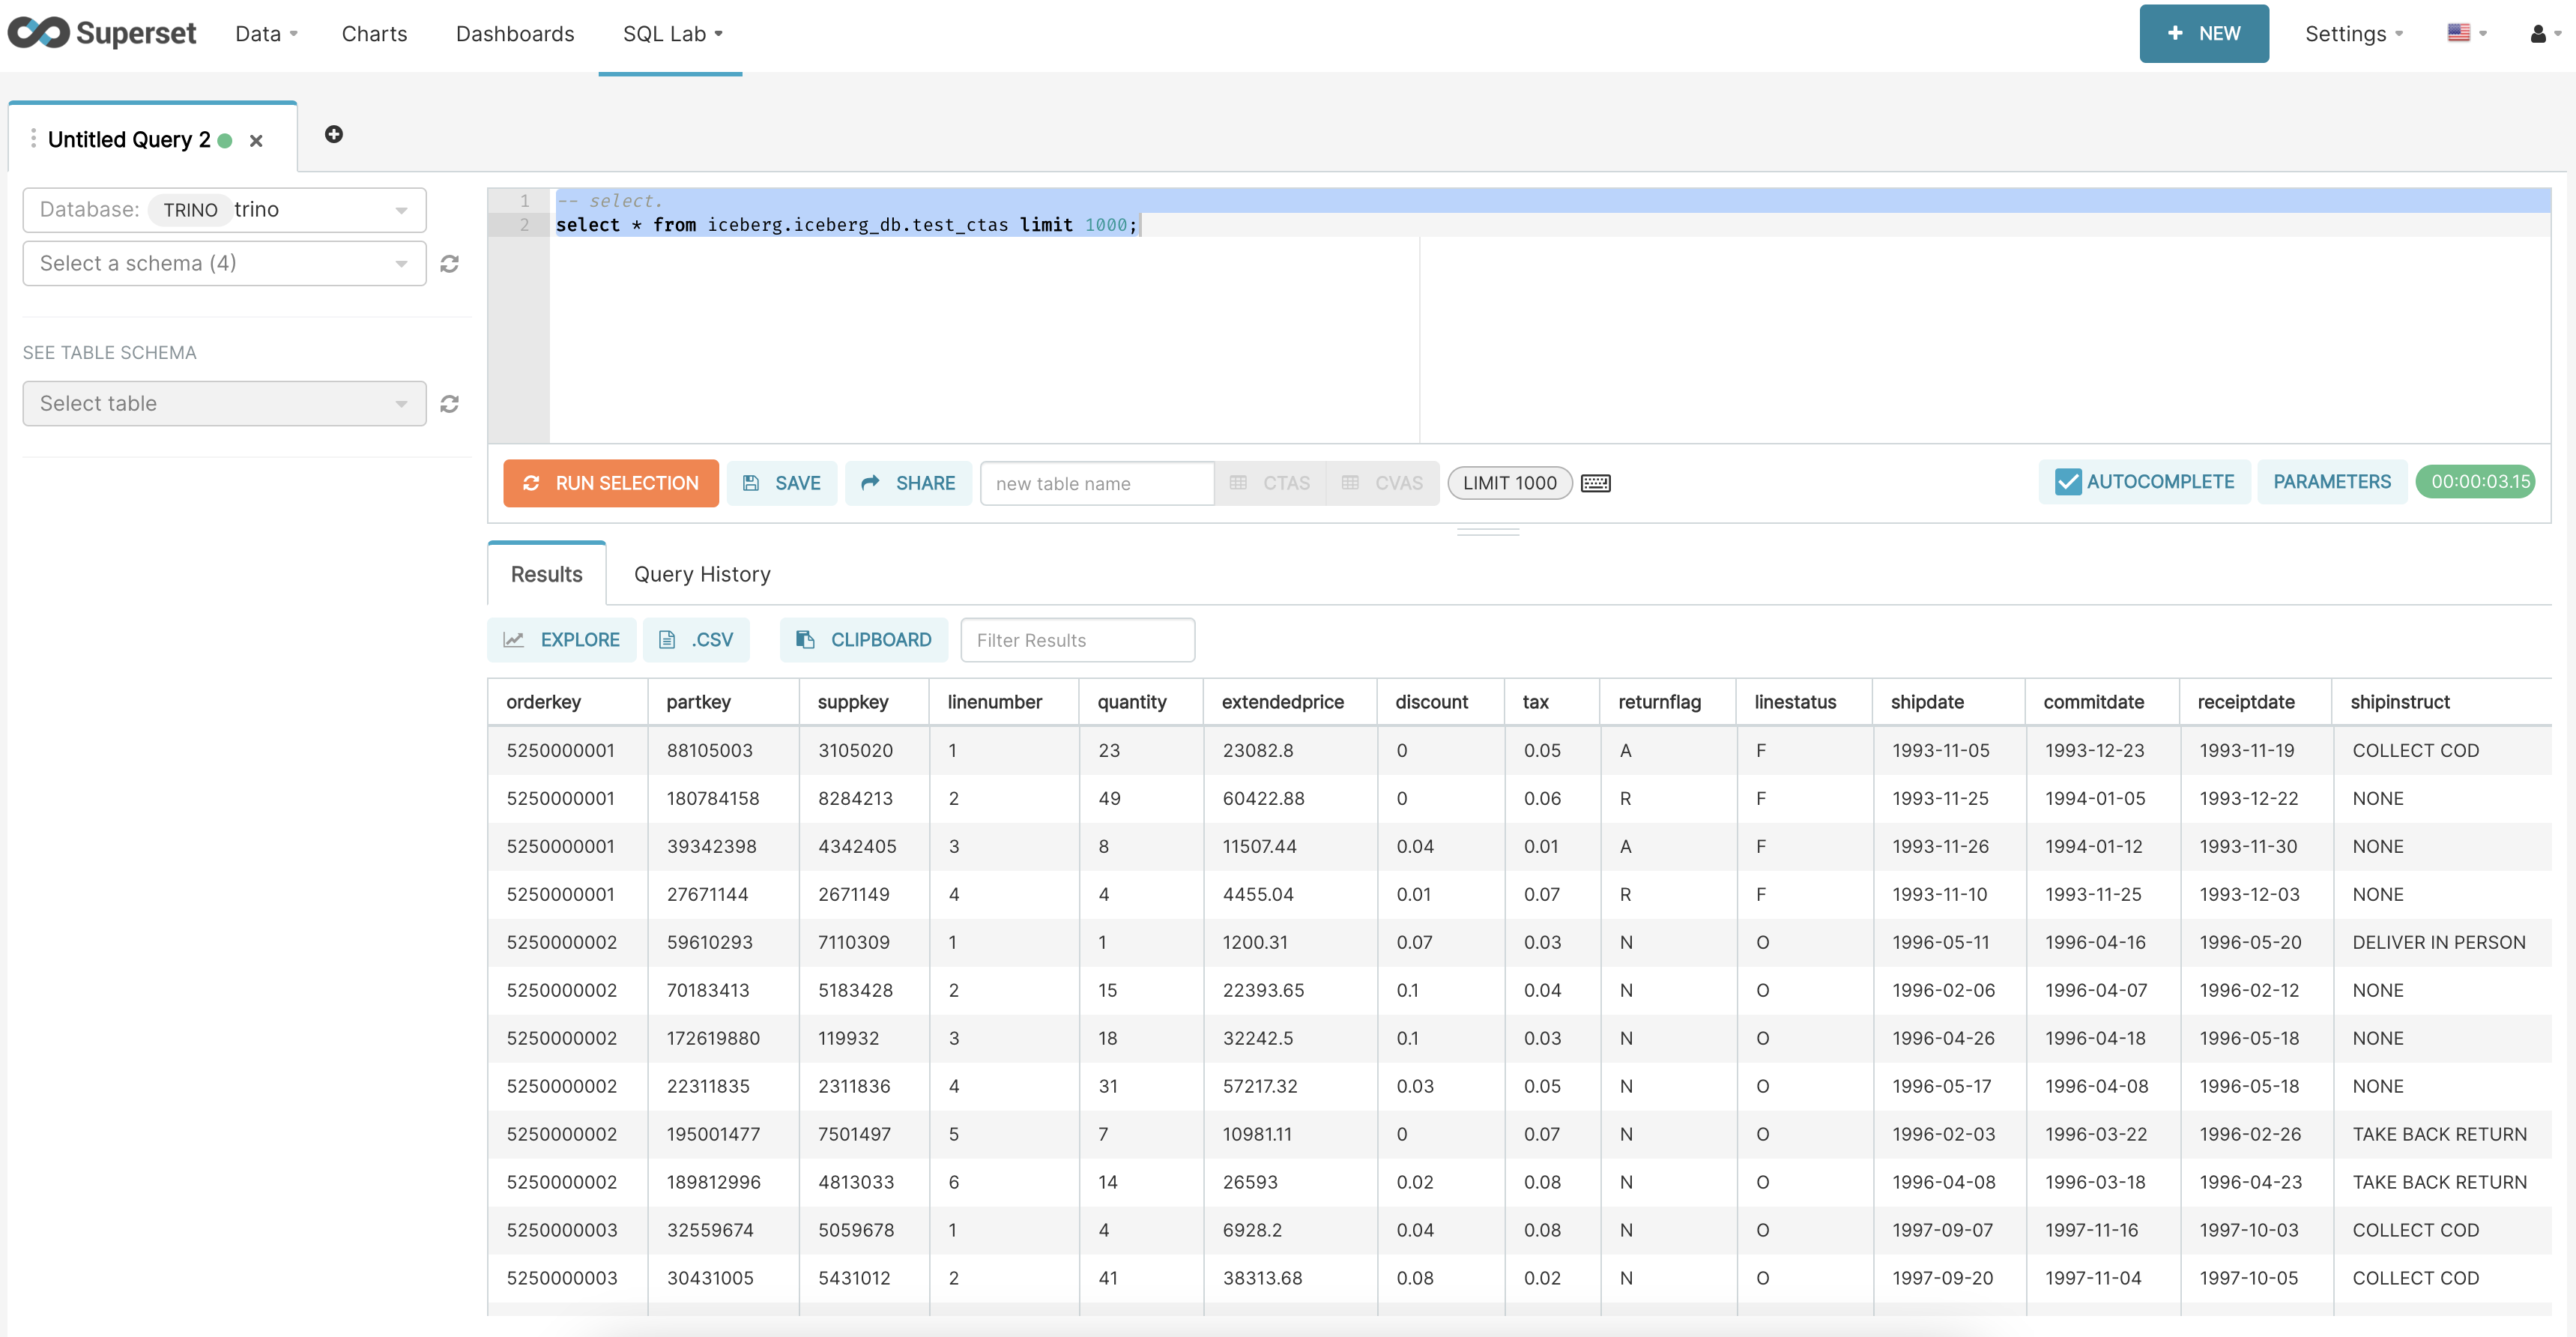 Superset Data Charts Dashboards SQL Lab + NEW Settings
Untitled Query 2
Database: TRINO trino
Select a schema (4)
SEE TABLE SCHEMA
Select table
1 -- select.
2 select * from iceberg.iceberg_db.test_ctas limit 1000;
RUN SELECTION SAVE SHARE new table name CTAS CVAS LIMIT 1000 AUTOCOMPLETE PARAMETERS 00:00:03.15
Results Query History
EXPLORE .CSV CLIPBOARD Filter Results
orderkey partkey suppkey linenumber quantity extendedprice discount tax returnflag linestatus shipdate commitdate receiptdate shipinstruct
5250000001 88105003 3105020 1 23 23082.8 0 0.05 A F 1993-11-05 1993-12-23 1993-11-19 COLLECT COD
5250000001 180784158 8284213 2 49 60422.88 0 0.06 R F 1993-11-25 1994-01-05 1993-12-22 NONE
5250000001 39342398 4342405 3 8 11507.44 0.04 0.01 A F 1993-11-26 1994-01-12 1993-11-30 NONE
5250000001 27671144 2671149 4 4 4455.04 0.01 0.07 R F 1993-11-10 1993-11-25 1993-12-03 NONE
5250000002 59610293 7110309 1 1 1200.31 0.07 0.03 N O 1996-05-11 1996-04-16 1996-05-20 DELIVER IN PERSON
5250000002 70183413 5183428 2 15 22393.65 0.1 0.04 N O 1996-02-06 1996-04-07 1996-02-12 NONE
5250000002 172619880 119932 3 18 32242.5 0.1 0.03 N O 1996-04-26 1996-04-18 1996-05-18 NONE
5250000002 22311835 2311836 4 31 57217.32 0.03 0.05 N O 1996-05-17 1996-04-08 1996-05-18 NONE
5250000002 195001477 7501497 5 7 10981.11 0 0.07 N O 1996-02-03 1996-03-22 1996-02-26 TAKE BACK RETURN
5250000002 189812996 4813033 6 14 26593 0.02 0.08 N O 1996-04-08 1996-03-18 1996-04-23 TAKE BACK RETURN
5250000003 32559674 5059678 1 4 6928.2 0.04 0.08 N O 1997-09-07 1997-11-16 1997-10-03 COLLECT COD
5250000003 30431005 5431012 2 41 38313.68 0.08 0.02 N O 1997-09-20 1997-11-04 1997-10-05 COLLECT COD